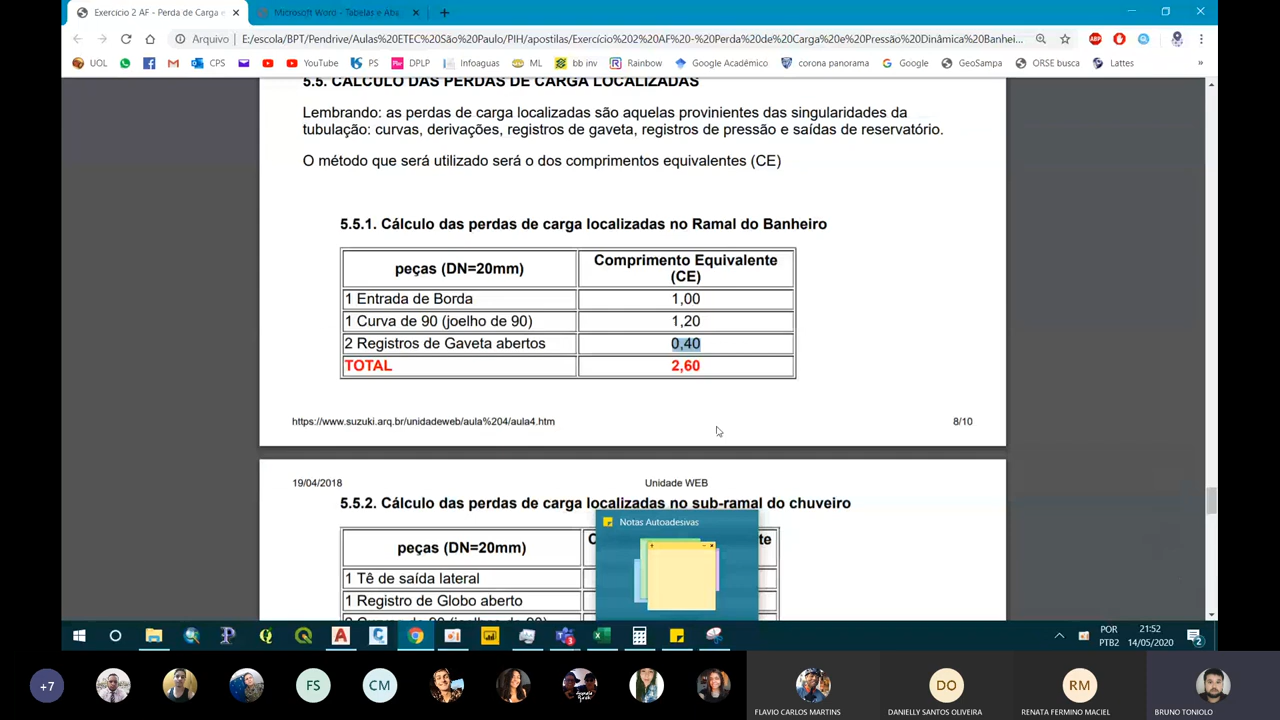 Exercício 2 AF - Perda de Carga e
Microsoft Word - Tabelas e Aba
Arquivo
E:/escola/BPT/Pendrive/Aulas%20ETEC%20São%20Paulo/PIH/apostilas/Exercício%202%20AF%20-%20Perda%20de%20Carga%20e%20Pressão%20Dinâmica%20Banhei...
UOL
CPS
YouTube
PS
DPLP
Infoaguas
ML
bb inv
Rainbow
Google Acadêmico
corona panorama
Google
GeoSampa
ORSE busca
Lattes
»
5.5. CÁLCULO DAS PERDAS DE CARGA LOCALIZADAS
Lembrando: as perdas de carga localizadas são aquelas provinientes das singularidades da
tubulação: curvas, derivações, registros de gaveta, registros de pressão e saídas de reservatório.
O método que será utilizado será o dos comprimentos equivalentes (CE)
5.5.1. Cálculo das perdas de carga localizadas no Ramal do Banheiro
peças (DN=20mm)
Comprimento Equivalente
(CE)
1 Entrada de Borda
1,00
1 Curva de 90 (joelho de 90)
1,20
2 Registros de Gaveta abertos
0,40
TOTAL
2,60
https://www.suzuki.arq.br/unidadeweb/aula%204/aula4.htm
8/10
19/04/2018
Unidade WEB
5.5.2. Cálculo das perdas de carga localizadas no sub-ramal do chuveiro
Notas Autoadesivas
peças (DN=20mm)
1 Tê de saída lateral
1 Registro de Globo aberto
POR
PTB2
21:52
14/05/2020
2
+7
FS
CM
FLAVIO CARLOS MARTINS
DO
DANIELLY SANTOS OLIVEIRA
RM
RENATA FERMINO MACIEL
BRUNO TONIOLO